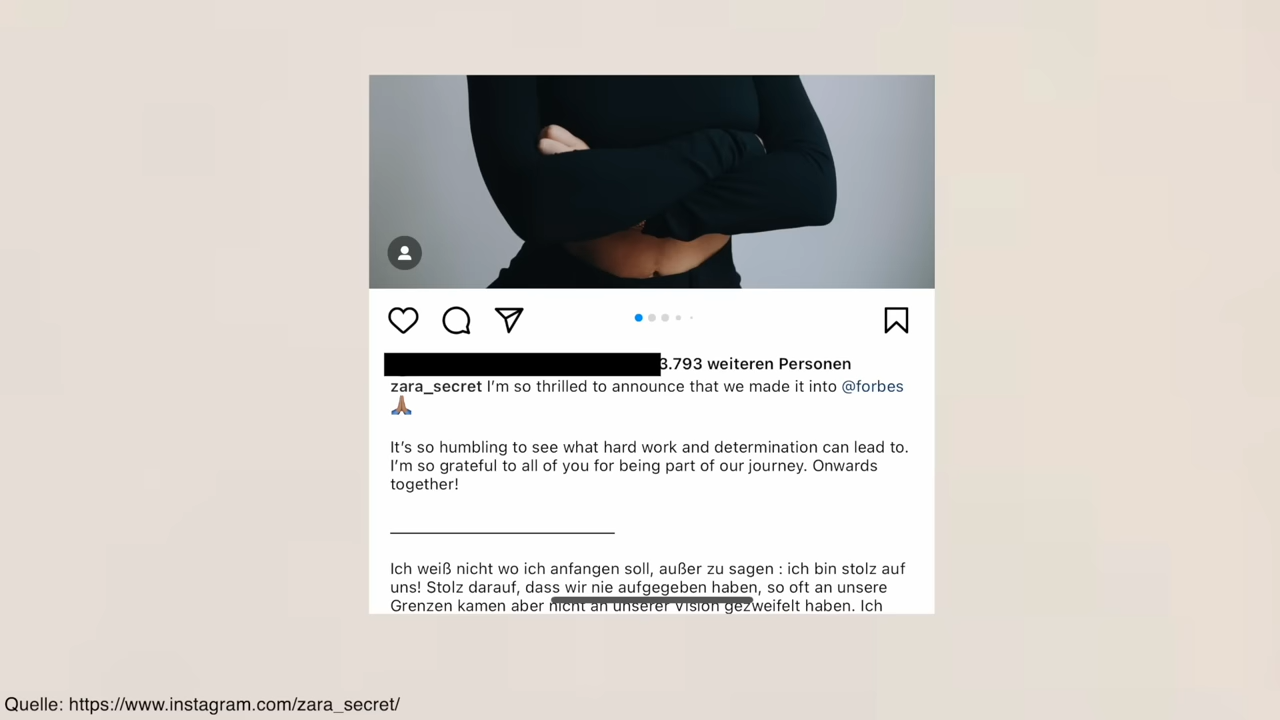 3.793 weiteren Personen
zara_secret I’m so thrilled to announce that we made it into @forbes
🙏🏽
It’s so humbling to see what hard work and determination can lead to.
I’m so grateful to all of you for being part of our journey. Onwards
together!
Ich weiß nicht wo ich anfangen soll, außer zu sagen : ich bin stolz auf
uns! Stolz darauf, dass wir nie aufgegeben haben, so oft an unsere
Grenzen kamen aber nicht an unserer Vision gezweifelt haben. Ich
Quelle: https://www.instagram.com/zara_secret/